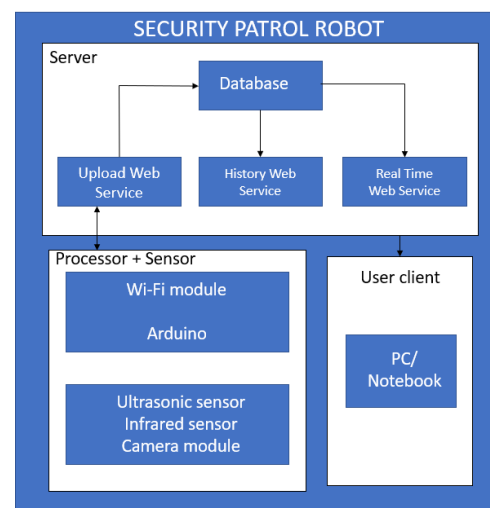 SECURITY PATROL ROBOT
Server
Database
Upload Web
Service
History Web
Service
Real Time
Web Service
Processor + Sensor
Wi-Fi module
Arduino
Ultrasonic sensor
Infrared sensor
Camera module
User client
PC/
Notebook